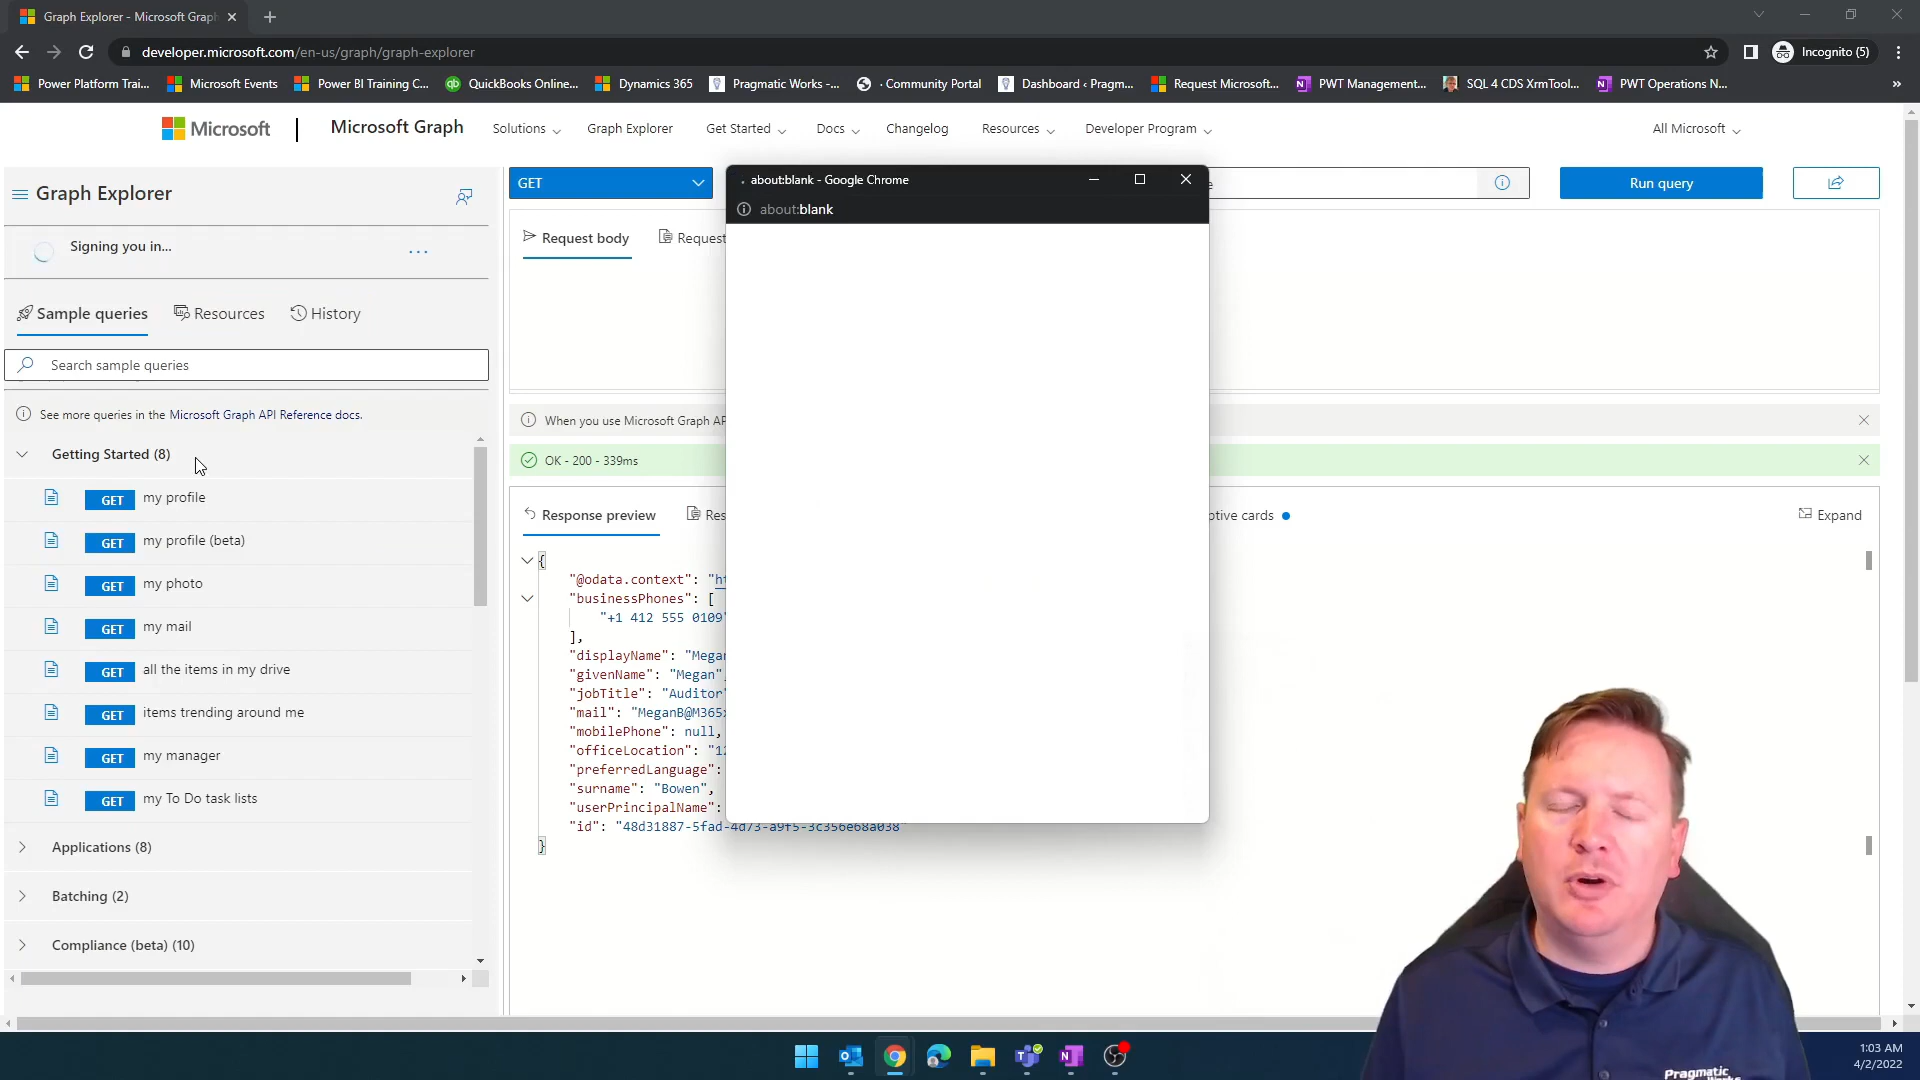 Graph Explorer - Microsoft Graph
developer.microsoft.com/en-us/graph/graph-explorer
Incognito (5)
Power Platform Trai...
Microsoft Events
Power BI Training C...
QuickBooks Online...
Dynamics 365
Pragmatic Works -...
· Community Portal
Dashboard ‹ Pragm...
Request Microsoft...
PWT Management...
SQL 4 CDS XrmTool...
PWT Operations N...
»
Microsoft
Microsoft Graph
Solutions
Graph Explorer
Get Started
Docs
Changelog
Resources
Developer Program
All Microsoft
Graph Explorer
Signing you in...
...
Sample queries
Resources
History
Search sample queries
See more queries in the Microsoft Graph API Reference docs.
Getting Started (8)
GET my profile
GET my profile (beta)
GET my photo
GET my mail
GET all the items in my drive
GET items trending around me
GET my manager
GET my To Do task lists
Applications (8)
Batching (2)
Compliance (beta) (10)
GET
Run query
about:blank - Google Chrome
about:blank
Request body
Request
When you use Microsoft Graph AP
OK - 200 - 339ms
Response preview
Res
ptive cards
Expand
{
"@odata.context": "ht
"businessPhones": [
"+1 412 555 0109"
],
"displayName": "Megan
"givenName": "Megan",
"jobTitle": "Auditor"
"mail": "MeganB@M365x
"mobilePhone": null,
"officeLocation": "12
"preferredLanguage":
"surname": "Bowen",
"userPrincipalName":
"id": "48d31887-5fad-4d73-a9f5-3c356e68a038"
}
Pragmatic
Works
1:03 AM
4/2/2022